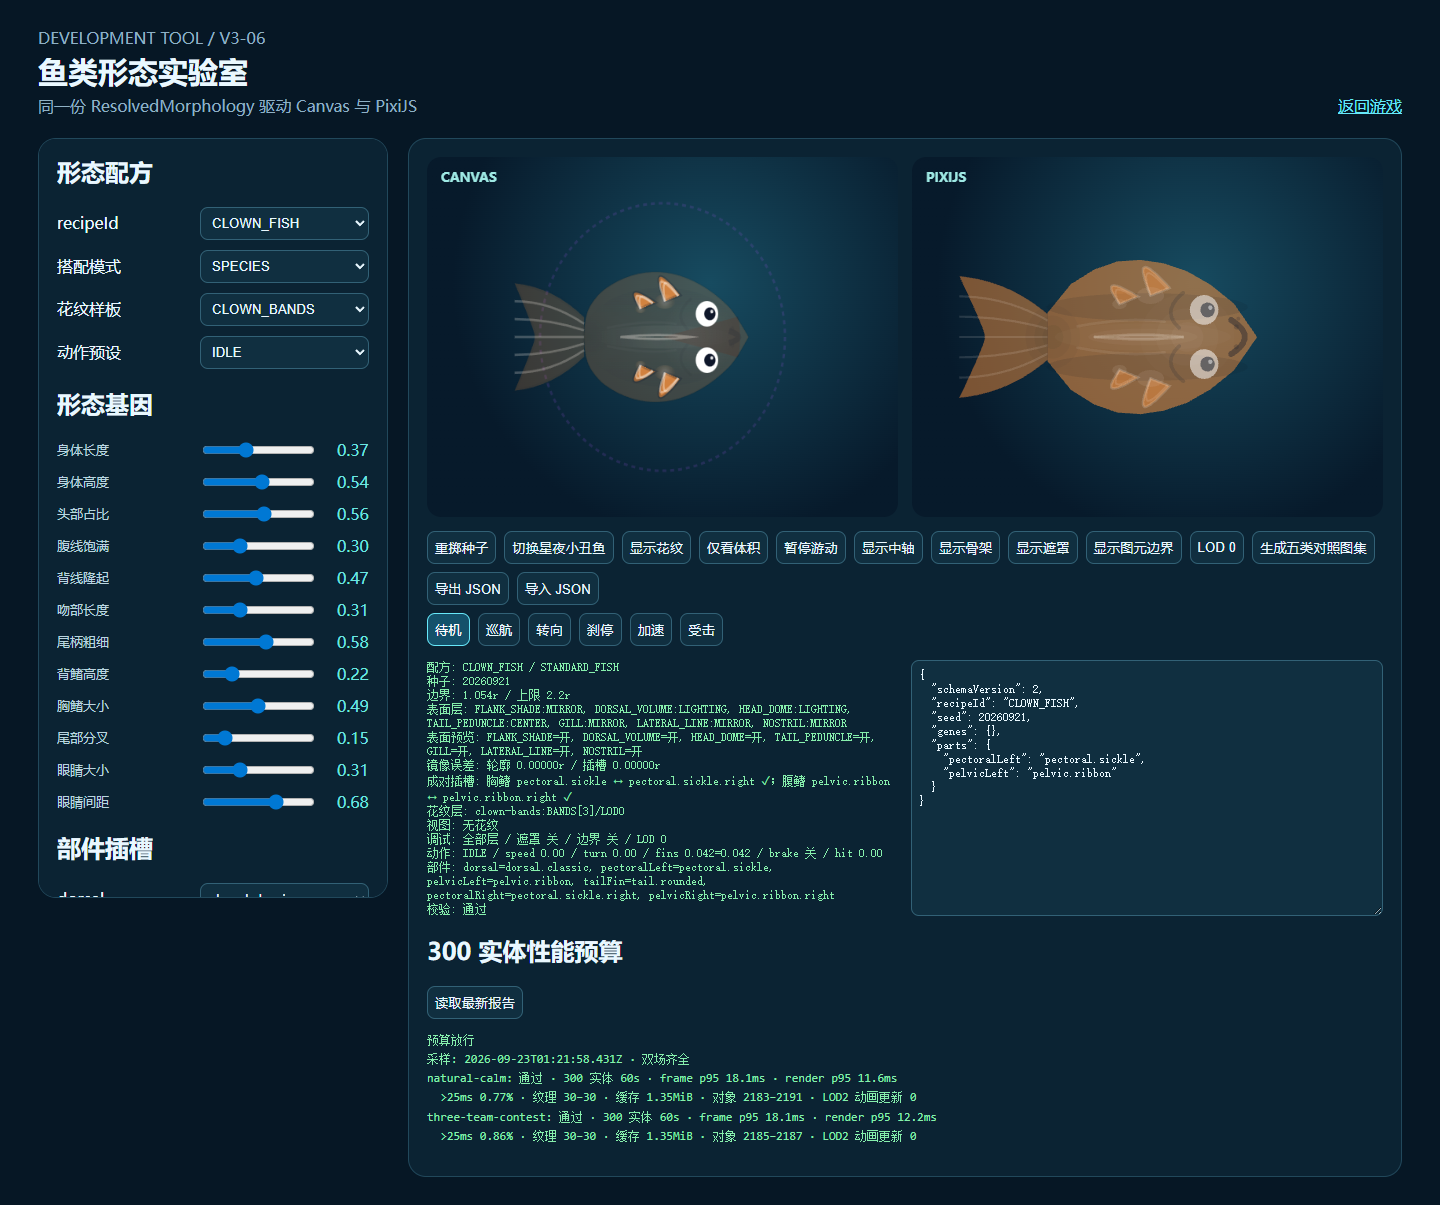 DEVELOPMENT TOOL / V3-06
鱼类形态实验室
同一份 ResolvedMorphology 驱动 Canvas 与 PixiJS
返回游戏
形态配方
recipeId
CLOWN_FISH
搭配模式
SPECIES
花纹样板
CLOWN_BANDS
动作预设
IDLE
形态基因
身体长度 0.37
身体高度 0.54
头部占比 0.56
腹线饱满 0.30
背线隆起 0.47
吻部长度 0.31
尾柄粗细 0.58
背鳍高度 0.22
胸鳍大小 0.49
尾部分叉 0.15
眼睛大小 0.31
眼睛间距 0.68
部件插槽
CANVAS
PIXIJS
重掷种子 切换星夜小丑鱼 显示花纹 仅看体积 暂停游动 显示中轴 显示骨架 显示遮罩 显示图元边界 LOD 0 生成五类对照图集
导出 JSON 导入 JSON
待机 巡航 转向 刹停 加速 受击
配方: CLOWN_FISH / STANDARD_FISH
种子: 20260921
边界: 1.054r / 上限 2.2r
表面层: FLANK_SHADE:MIRROR, DORSAL_VOLUME:LIGHTING, HEAD_DOME:LIGHTING,
TAIL_PEDUNCLE:CENTER, GILL:MIRROR, LATERAL_LINE:MIRROR, NOSTRIL:MIRROR
表面预览: FLANK_SHADE=开, DORSAL_VOLUME=开, HEAD_DOME=开, TAIL_PEDUNCLE=开,
GILL=开, LATERAL_LINE=开, NOSTRIL=开
镜像误差: 轮廓 0.00000r / 插槽 0.00000r
成对插槽: 胸鳍 pectoral.sickle ↔ pectoral.sickle.right ✓; 腹鳍 pelvic.ribbon
↔ pelvic.ribbon.right ✓
花纹层: clown-bands:BANDS[3]/LOD0
视图: 无花纹
调试: 全部层 / 遮罩 关 / 边界 关 / LOD 0
动作: IDLE / speed 0.00 / turn 0.00 / fins 0.042=0.042 / brake 关 / hit 0.00
部件: dorsal=dorsal.classic, pectoralLeft=pectoral.sickle,
pelvicLeft=pelvic.ribbon, tailFin=tail.rounded,
pectoralRight=pectoral.sickle.right, pelvicRight=pelvic.ribbon.right
校验: 通过
{
"schemaVersion": 2,
"recipeId": "CLOWN_FISH",
"seed": 20260921,
"genes": {},
"parts": {
"pectoralLeft": "pectoral.sickle",
"pelvicLeft": "pelvic.ribbon"
}
}
300 实体性能预算
读取最新报告
预算放行
采样: 2026-09-23T01:21:58.431Z · 双场齐全
natural-calm: 通过 · 300 实体 60s · frame p95 18.1ms · render p95 11.6ms
>25ms 0.77% · 纹理 30-30 · 缓存 1.35MiB · 对象 2183-2191 · LOD2 动画更新 0
three-team-contest: 通过 · 300 实体 60s · frame p95 18.1ms · render p95 12.2ms
>25ms 0.86% · 纹理 30-30 · 缓存 1.35MiB · 对象 2185-2187 · LOD2 动画更新 0